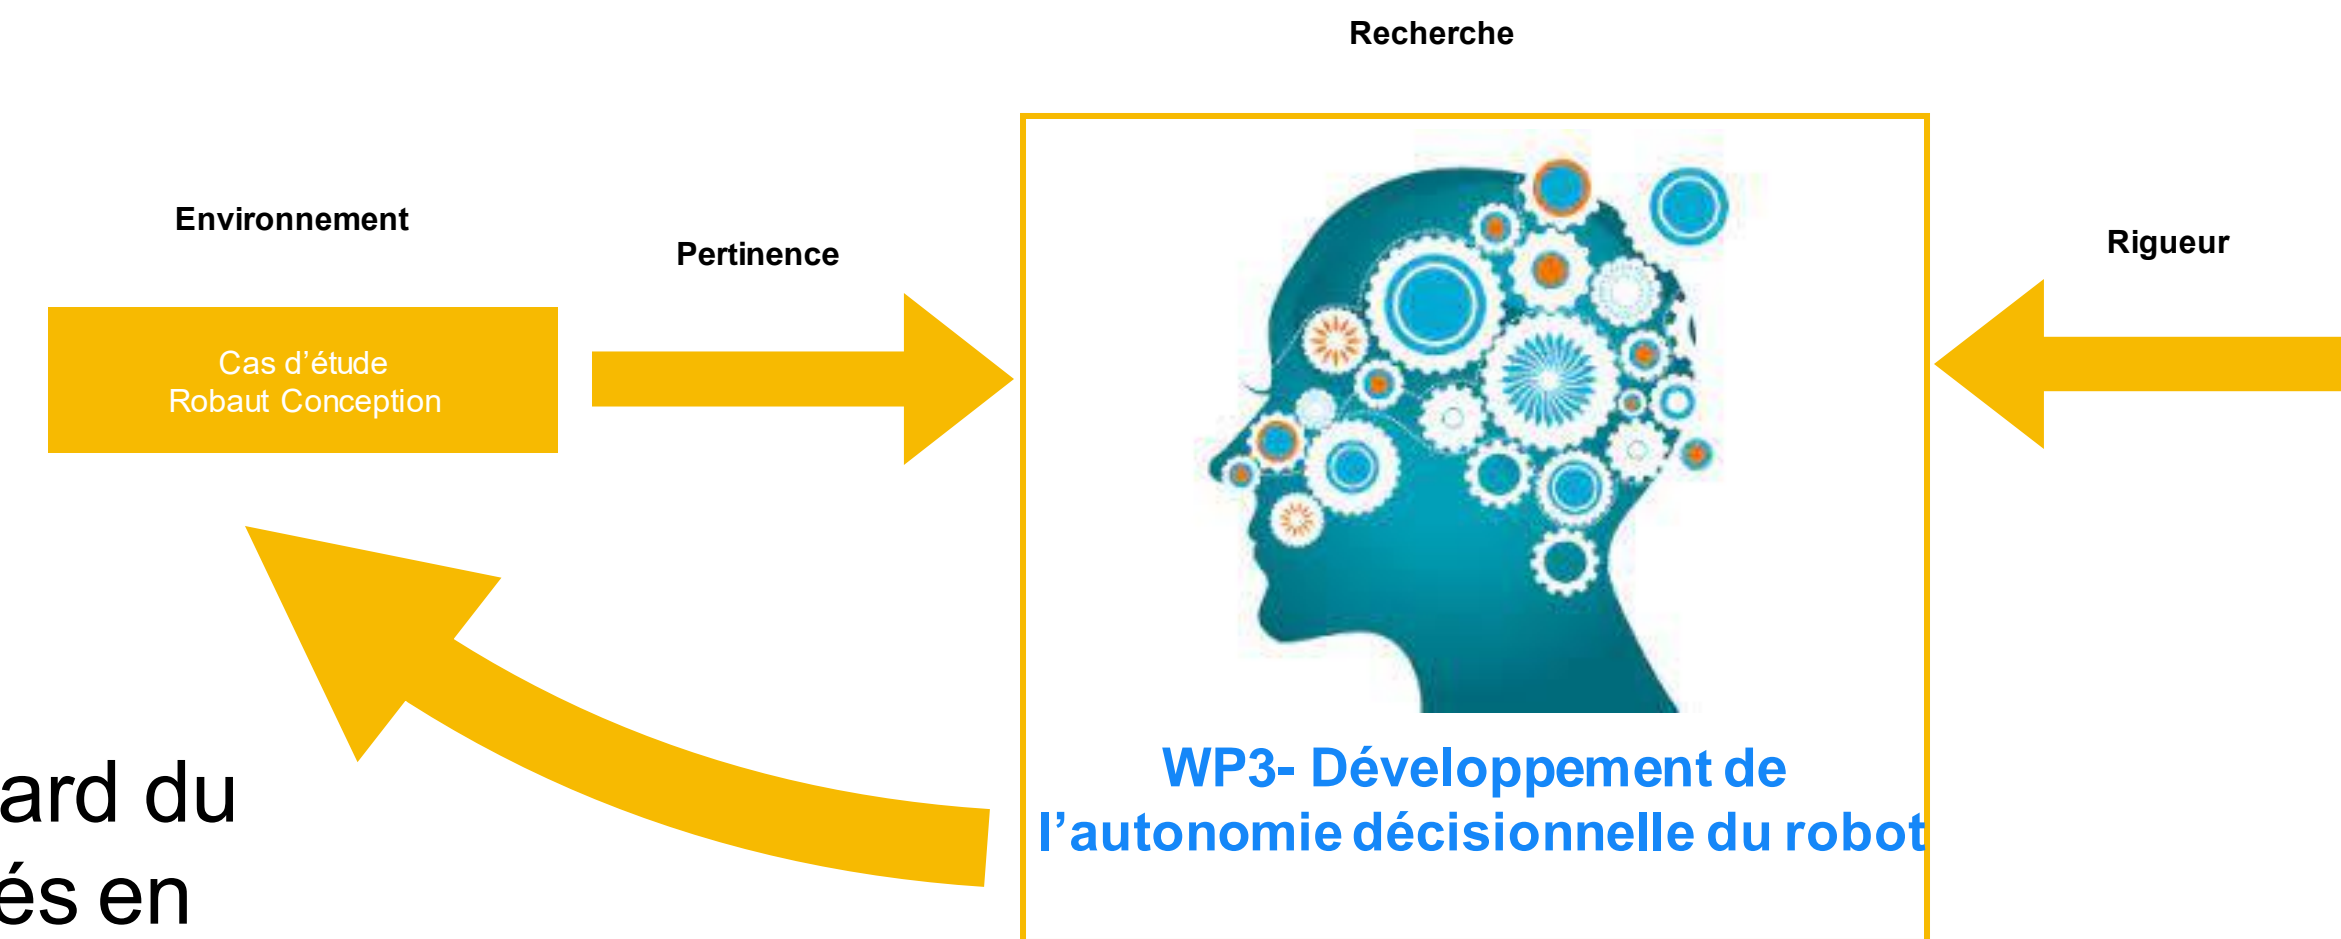 Recherche
Environnement
Pertinence
Rigueur
Cas d’étude
Robaut Conception
WP3- Développement de
l’autonomie décisionnelle du robot
ard du
és en